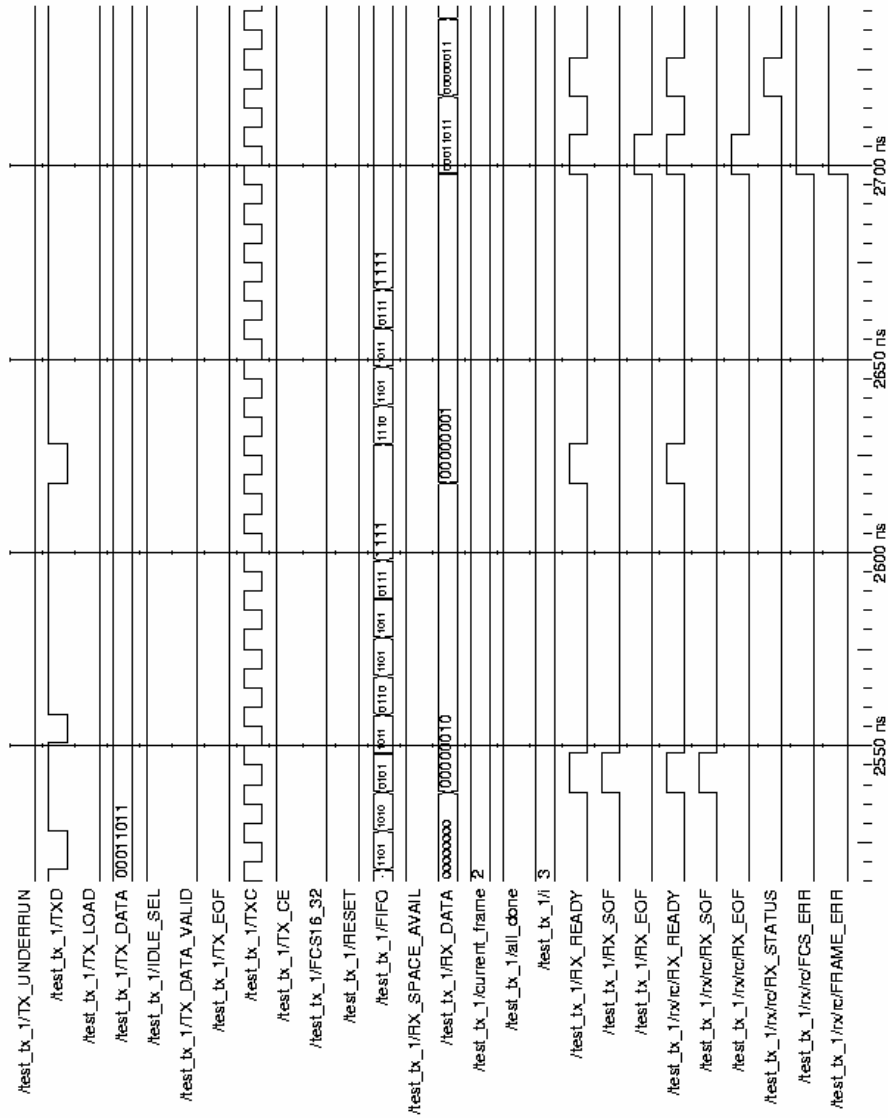 /test_tx_1/TX_UNDERRUN
/test_tx_1/TXD
/test_tx_1/TX_LOAD
/test_tx_1/TX_DATA 00011011
/test_tx_1/IDLE_SEL
/test_tx_1/TX_DATA_VALID
/test_tx_1/TX_EOF
/test_tx_1/TXC
/test_tx_1/TX_CE
/test_tx_1/FCS16_32
/test_tx_1/RESET
/test_tx_1/FIFO 1101 1010 0101 1011 0110 1101 1011 0111 1111 1110 1101 1011 0111 1111
/test_tx_1/RX_SPACE_AVAIL
/test_tx_1/RX_DATA 00000000 00000010 00000001 00011011 00000011
/test_tx_1/current_frame 2
/test_tx_1/all_done
/test_tx_1/i 3
/test_tx_1/RX_READY
/test_tx_1/RX_SOF
/test_tx_1/RX_EOF
/test_tx_1/rx/rc/RX_READY
/test_tx_1/rx/rc/RX_SOF
/test_tx_1/rx/rc/RX_EOF
/test_tx_1/rx/rc/RX_STATUS
/test_tx_1/rx/rc/FCS_ERR
/test_tx_1/rx/rc/FRAME_ERR
2550 ns 2600 ns 2650 ns 2700 ns